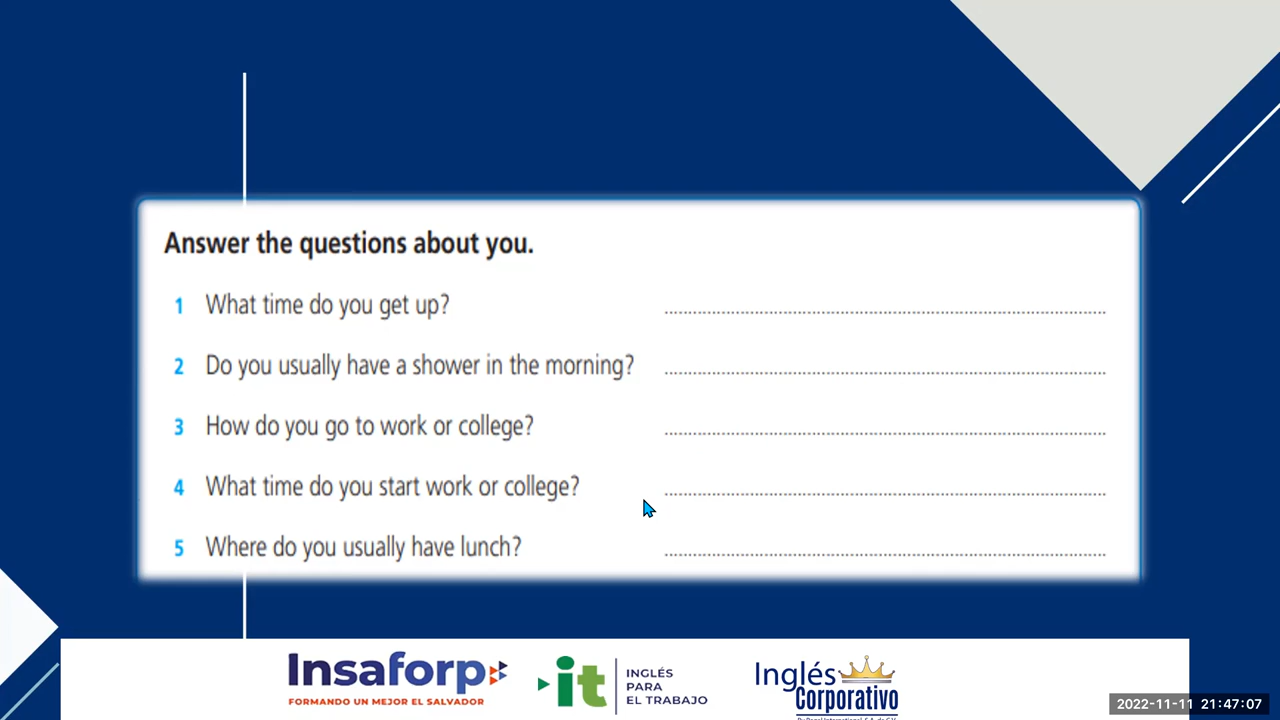 Answer the questions about you.
1 What time do you get up? ........................................
2 Do you usually have a shower in the morning? ........................................
3 How do you go to work or college? ........................................
4 What time do you start work or college? ........................................
5 Where do you usually have lunch? ........................................
Insaforp
FORMANDO UN MEJOR EL SALVADOR
it
INGLÉS
PARA
EL TRABAJO
Inglés
Corporativo
2022-11-11 21:47:07